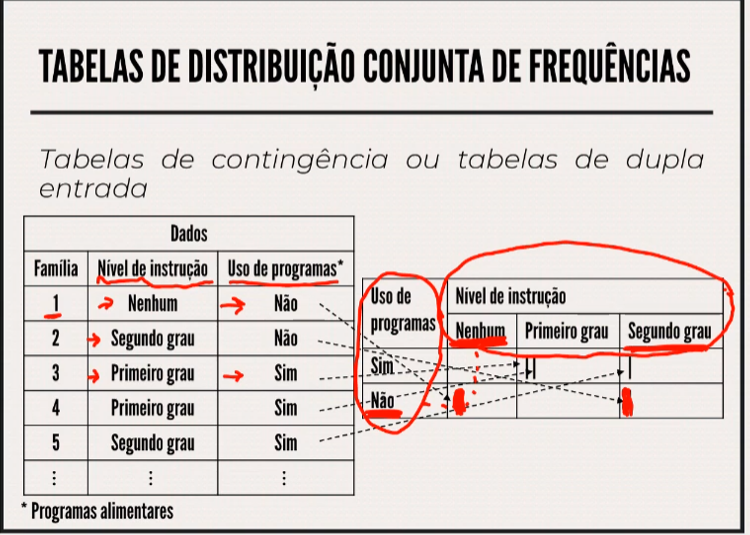 TABELAS DE DISTRIBUIÇÃO CONJUNTA DE FREQUÊNCIAS
Tabelas de contingência ou tabelas de dupla
entrada
Dados
Família Nível de instrução Uso de programas*
1 Nenhum Não
2 Segundo grau Não
3 Primeiro grau Sim
4 Primeiro grau Sim
5 Segundo grau Sim
⋮ ⋮ ⋮
* Programas alimentares
Uso de
programas
Nível de instrução
Nenhum Primeiro grau Segundo grau
Sim || |
Não | |